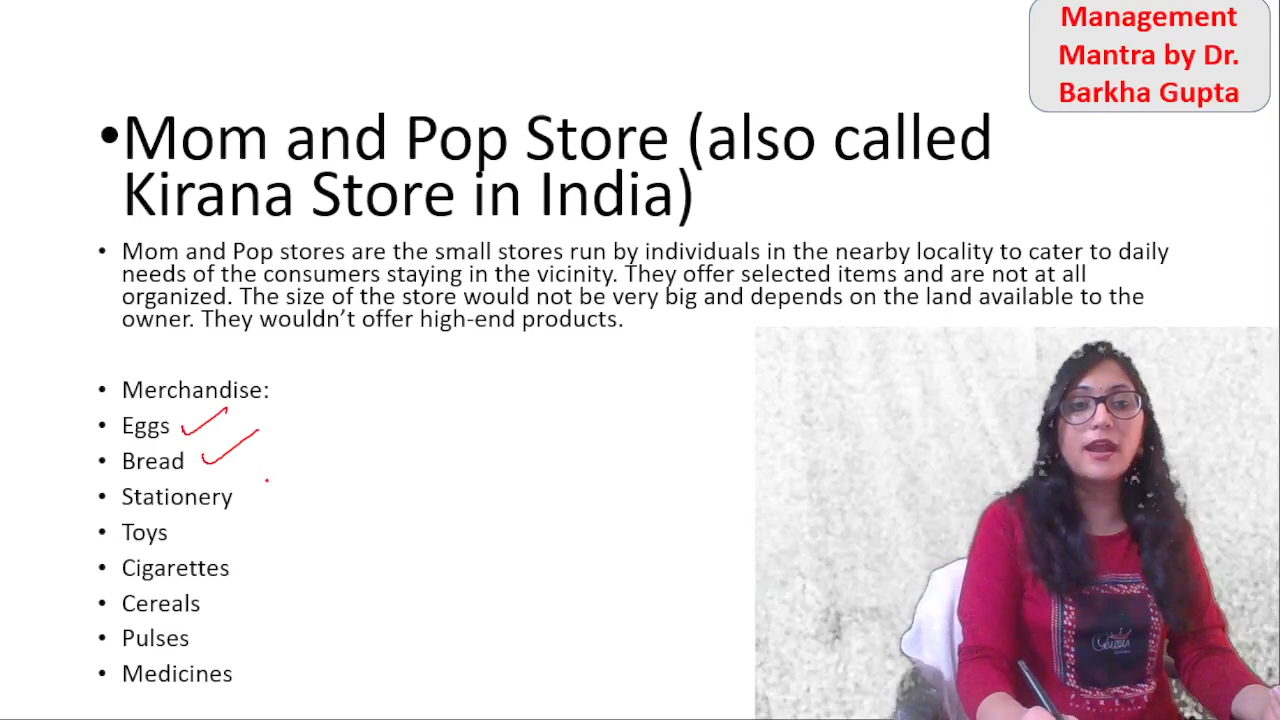 Management
Mantra by Dr.
Barkha Gupta
•Mom and Pop Store (also called
Kirana Store in India)
• Mom and Pop stores are the small stores run by individuals in the nearby locality to cater to daily
needs of the consumers staying in the vicinity. They offer selected items and are not at all
organized. The size of the store would not be very big and depends on the land available to the
owner. They wouldn’t offer high-end products.
• Merchandise:
• Eggs
• Bread
• Stationery
• Toys
• Cigarettes
• Cereals
• Pulses
• Medicines